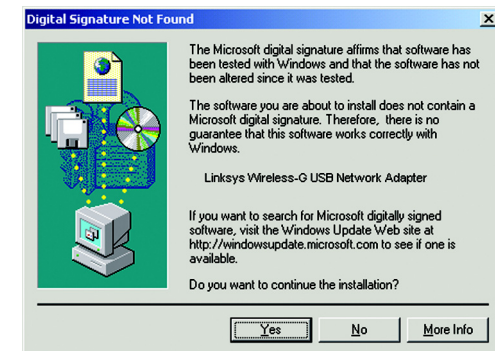 Digital Signature Not Found
The Microsoft digital signature affirms that software has
been tested with Windows and that the software has not
been altered since it was tested.
The software you are about to install does not contain a
Microsoft digital signature. Therefore, there is no
guarantee that this software works correctly with
Windows.
Linksys Wireless-G USB Network Adapter
If you want to search for Microsoft digitally signed
software, visit the Windows Update Web site at
http://windowsupdate.microsoft.com to see if one is
available.
Do you want to continue the installation?
Yes No More Info